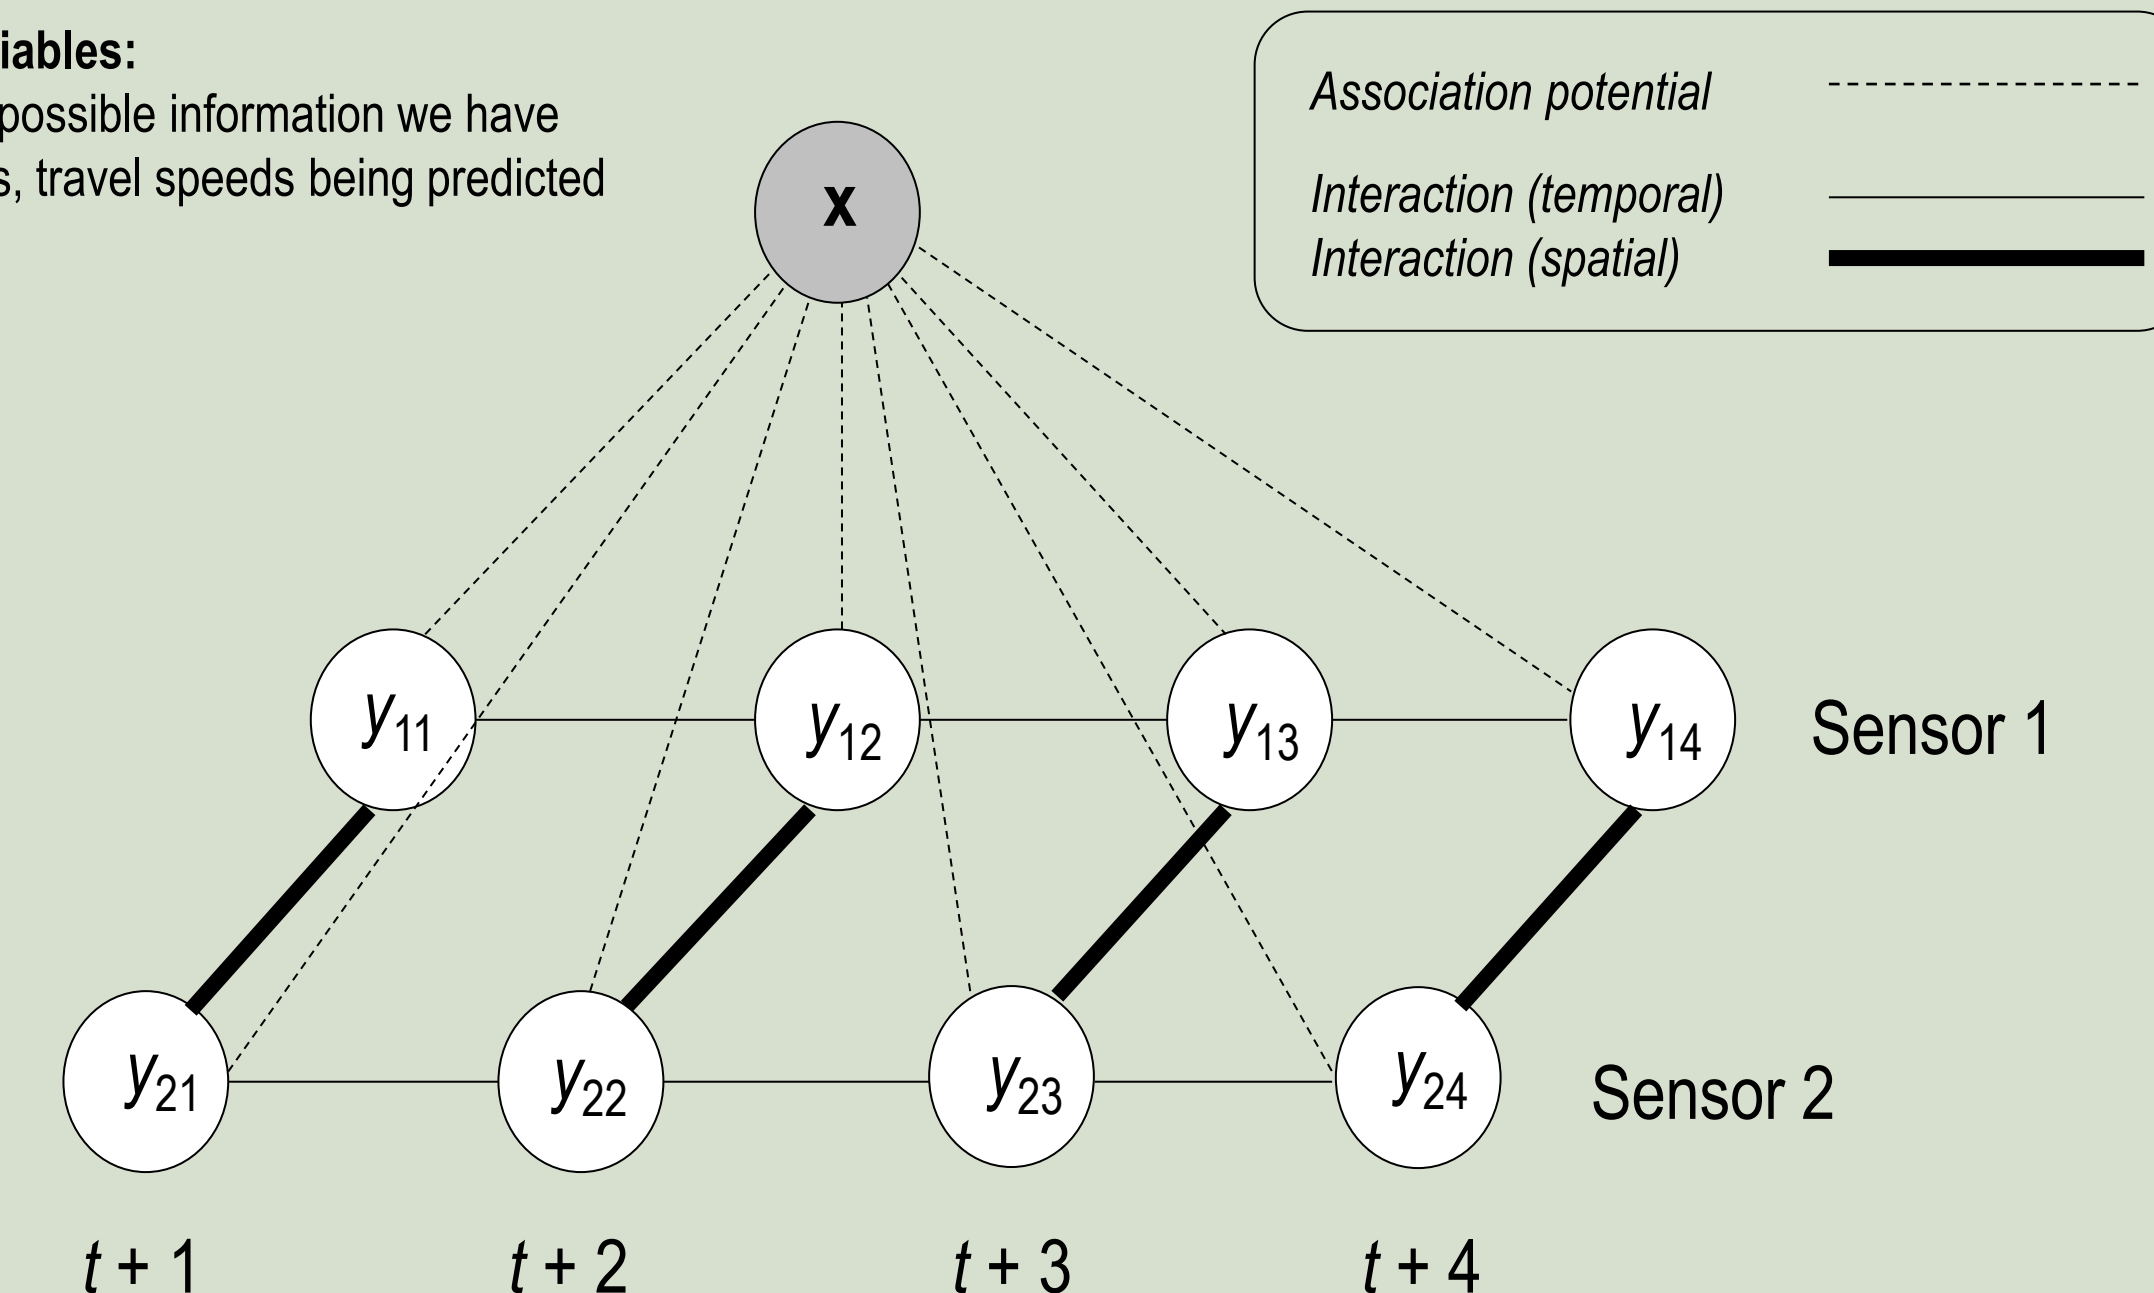 iables:
possible information we have
s, travel speeds being predicted
Association potential
Interaction (temporal)
Interaction (spatial)
x
y11 y12 y13 y14 Sensor 1
y21 y22 y23 y24 Sensor 2
t + 1 t + 2 t + 3 t + 4